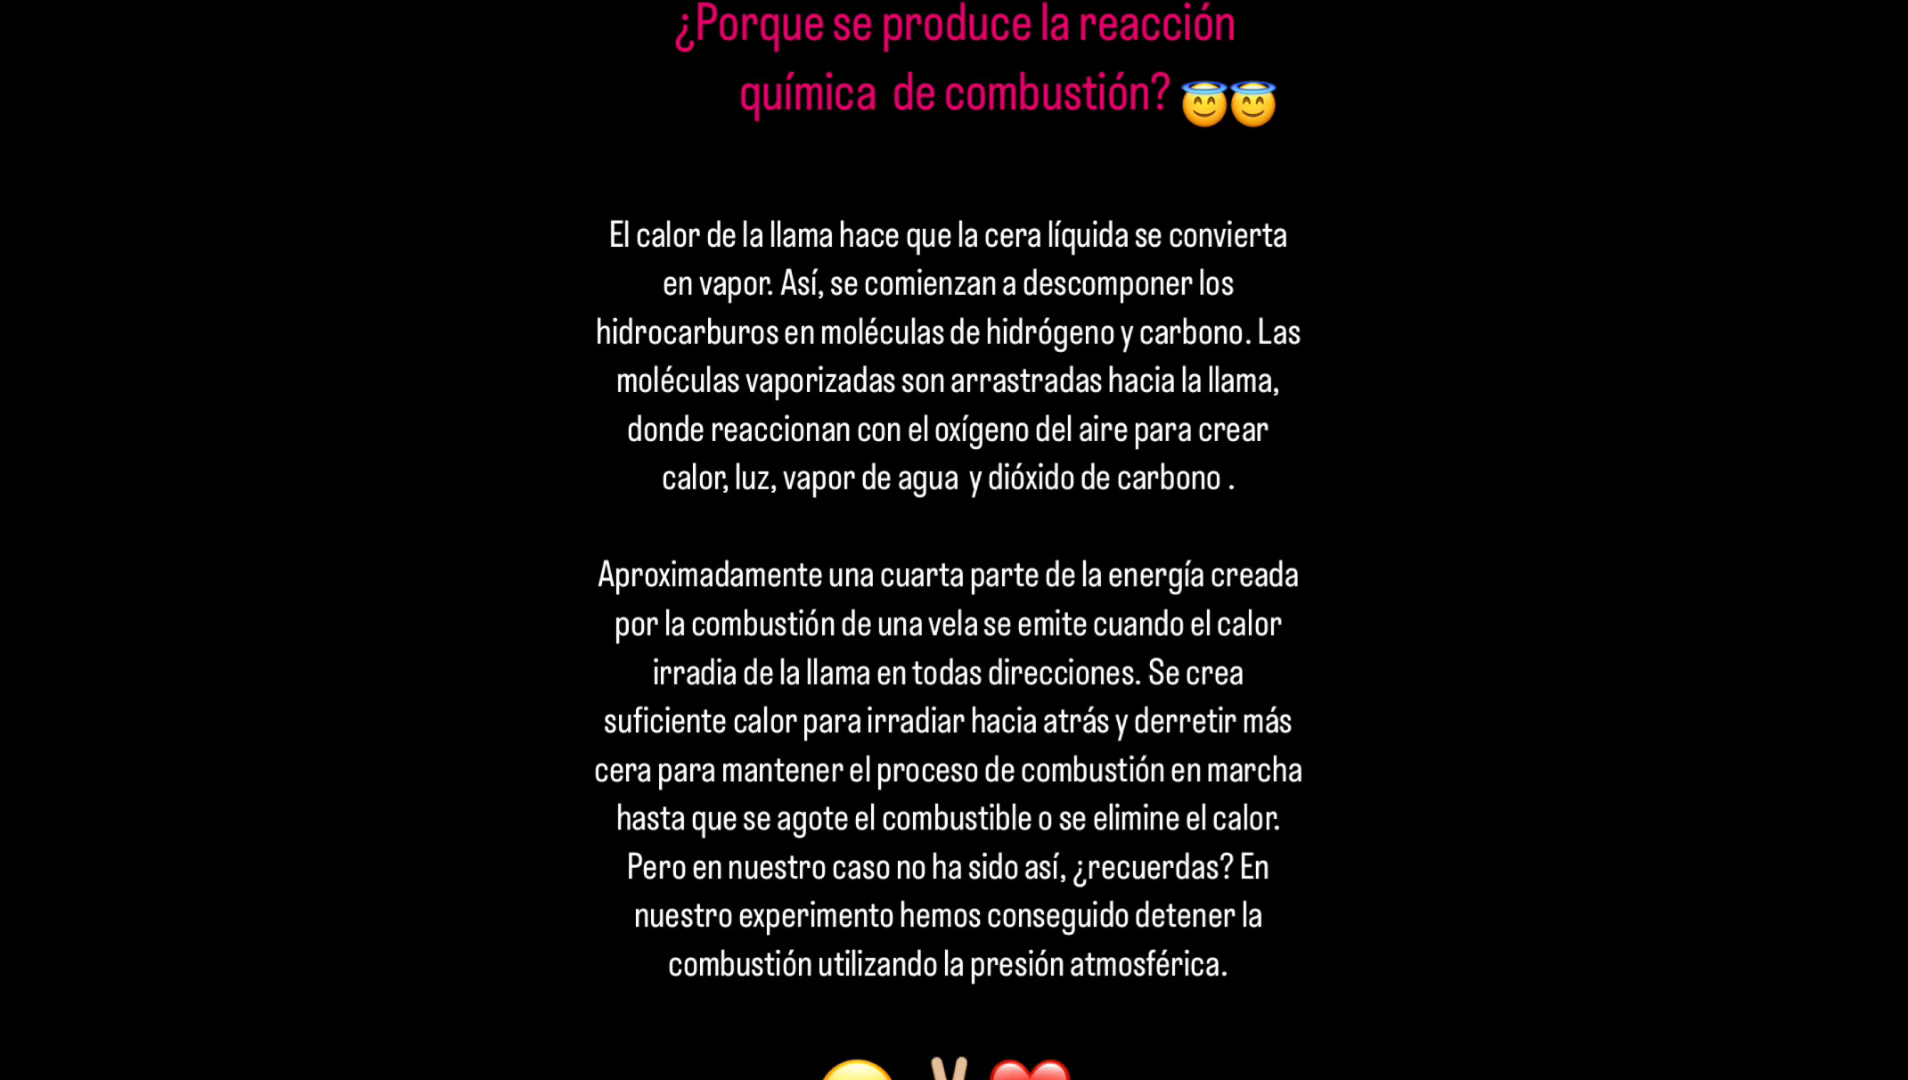 ¿Porque se produce la reacción
química de combustión? 😇😇
El calor de la llama hace que la cera líquida se convierta
en vapor. Así, se comienzan a descomponer los
hidrocarburos en moléculas de hidrógeno y carbono. Las
moléculas vaporizadas son arrastradas hacia la llama,
donde reaccionan con el oxígeno del aire para crear
calor, luz, vapor de agua y dióxido de carbono .
Aproximadamente una cuarta parte de la energía creada
por la combustión de una vela se emite cuando el calor
irradia de la llama en todas direcciones. Se crea
suficiente calor para irradiar hacia atrás y derretir más
cera para mantener el proceso de combustión en marcha
hasta que se agote el combustible o se elimine el calor.
Pero en nuestro caso no ha sido así, ¿recuerdas? En
nuestro experimento hemos conseguido detener la
combustión utilizando la presión atmosférica.